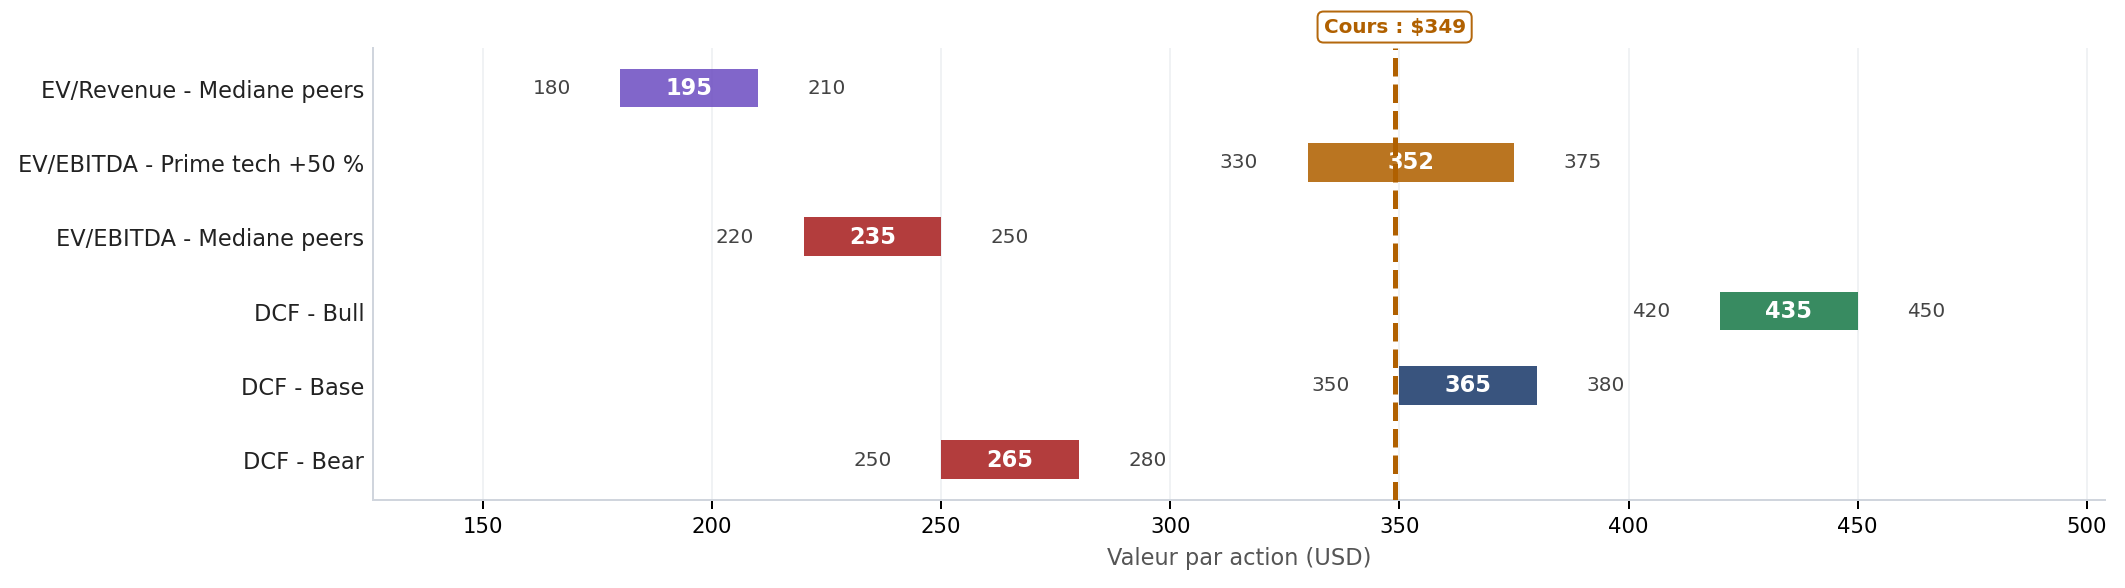 Cours : $349
EV/Revenue - Mediane peers 180 195 210
EV/EBITDA - Prime tech +50 % 330 352 375
EV/EBITDA - Mediane peers 220 235 250
DCF - Bull 420 435 450
DCF - Base 350 365 380
DCF - Bear 250 265 280
150 200 250 300 350 400 450 500
Valeur par action (USD)